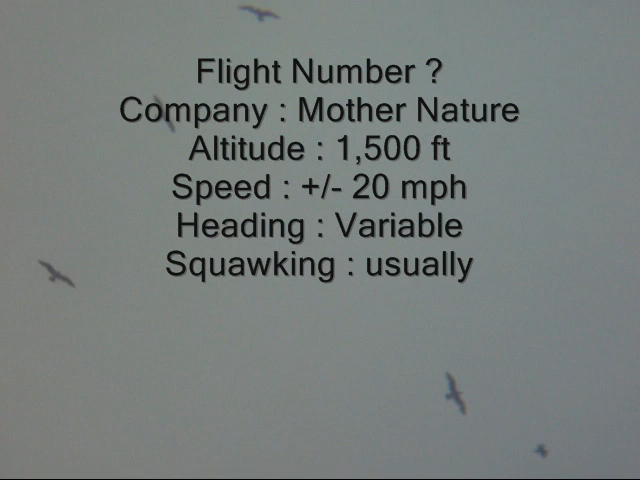 Flight Number ?
Company : Mother Nature
Altitude : 1,500 ft
Speed : +/- 20 mph
Heading : Variable
Squawking : usually